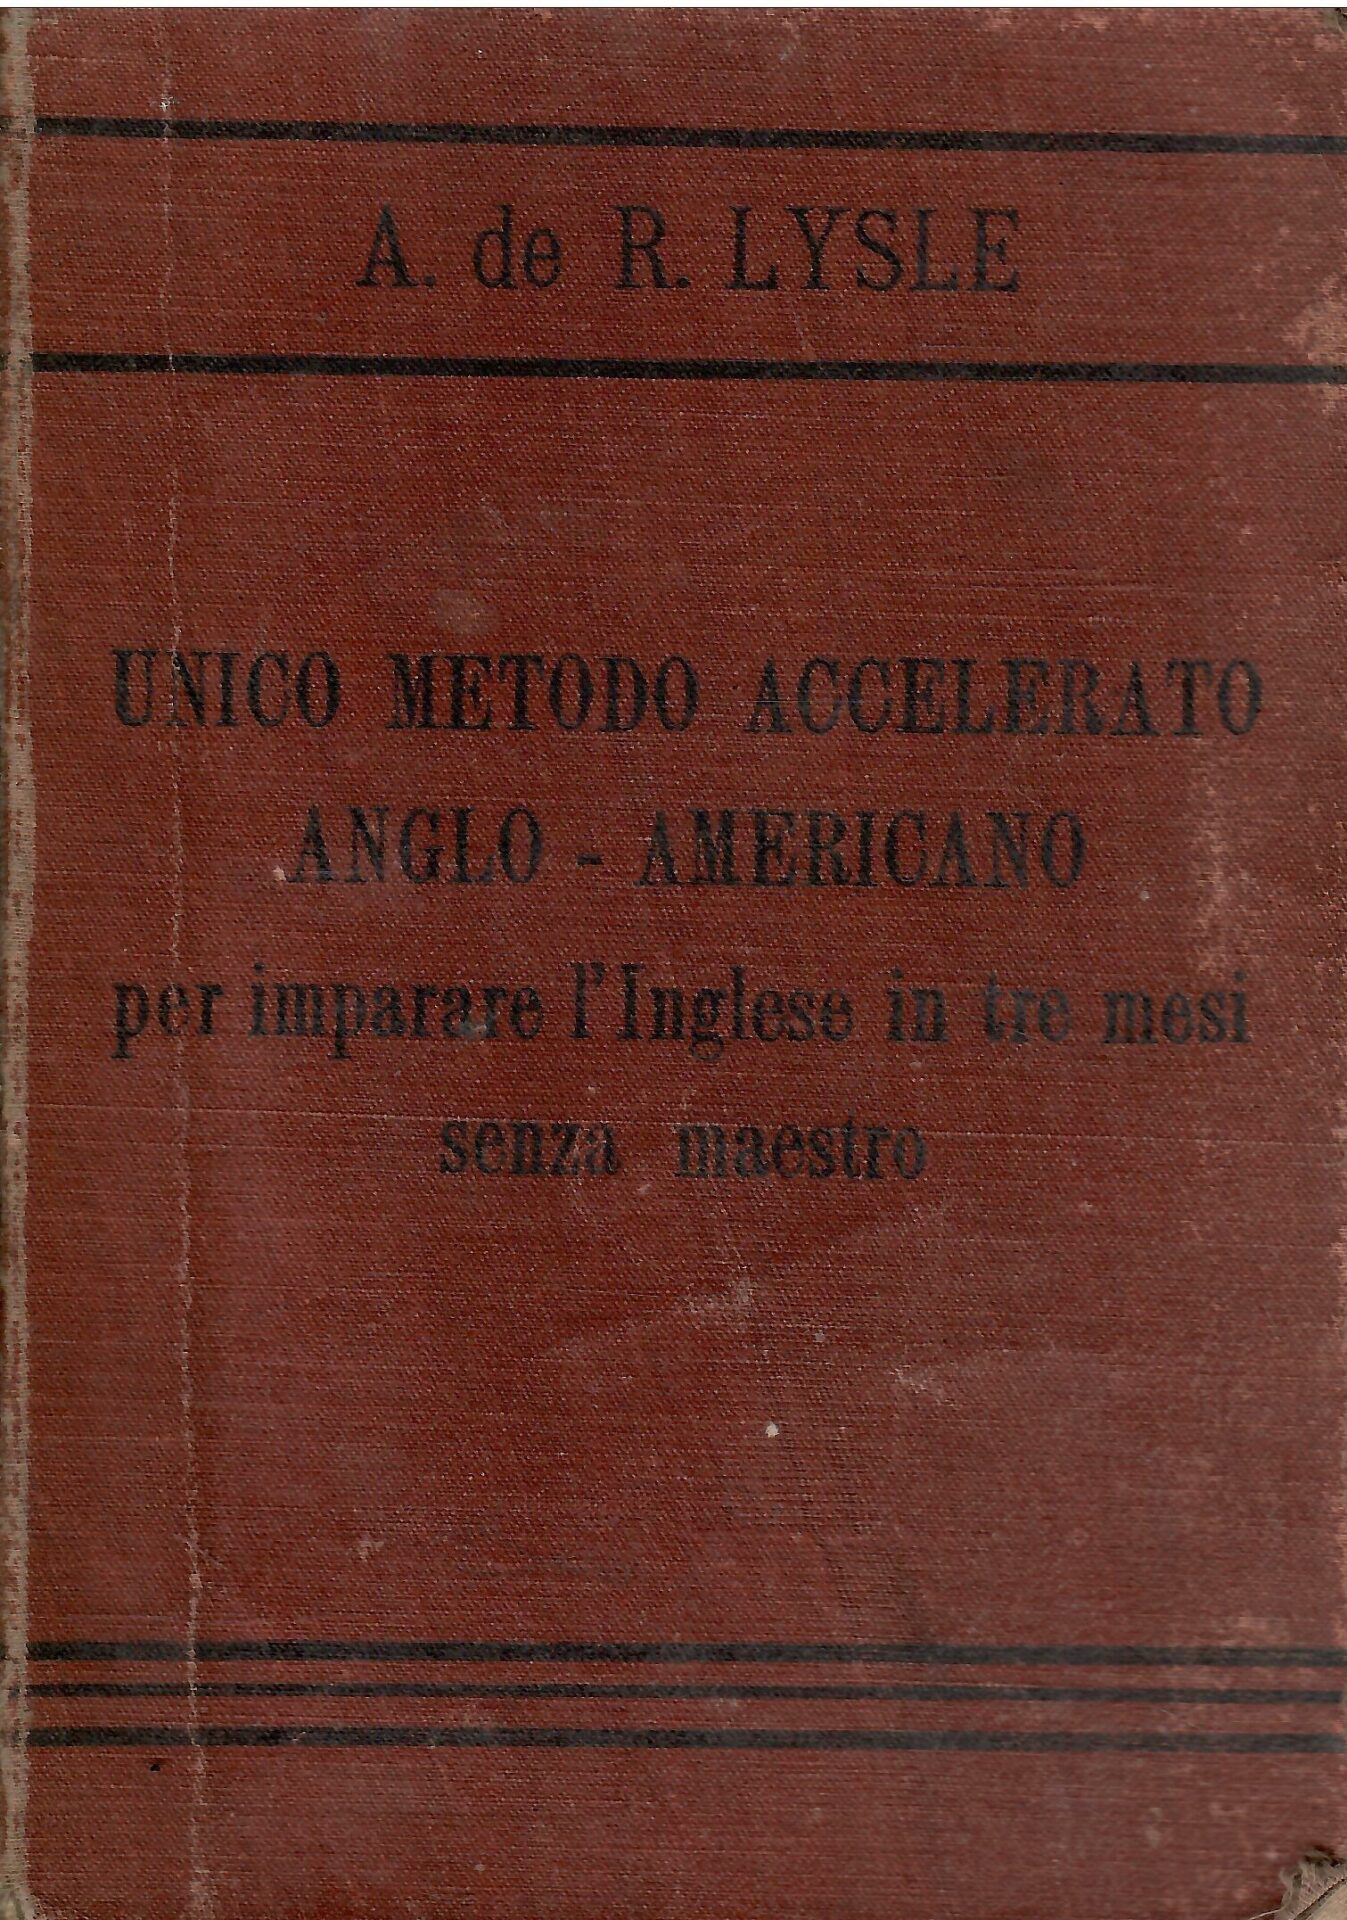 A. de R. LYSLE
UNICO METODO ACCELERATO
ANGLO - AMERICANO
per imparare l'Inglese in tre mesi
senza maestro